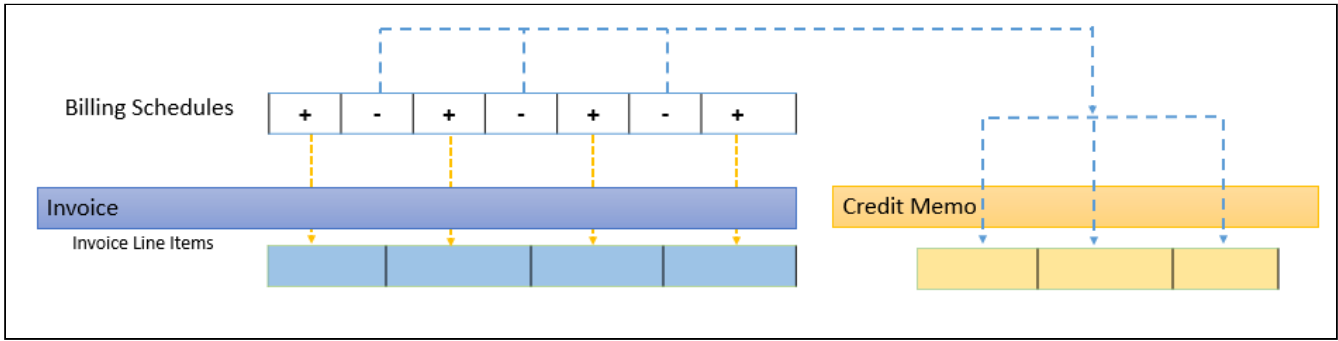 Billing Schedules
+ - + - + - +
Invoice
Credit Memo
Invoice Line Items